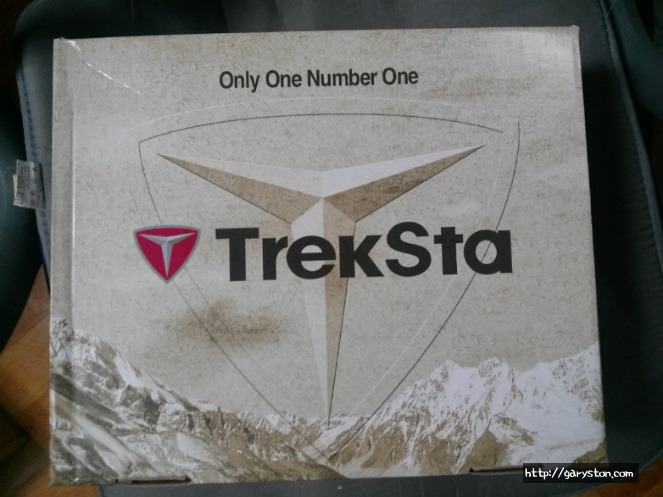 Only One Number One
TrekSta
http://garyston.com